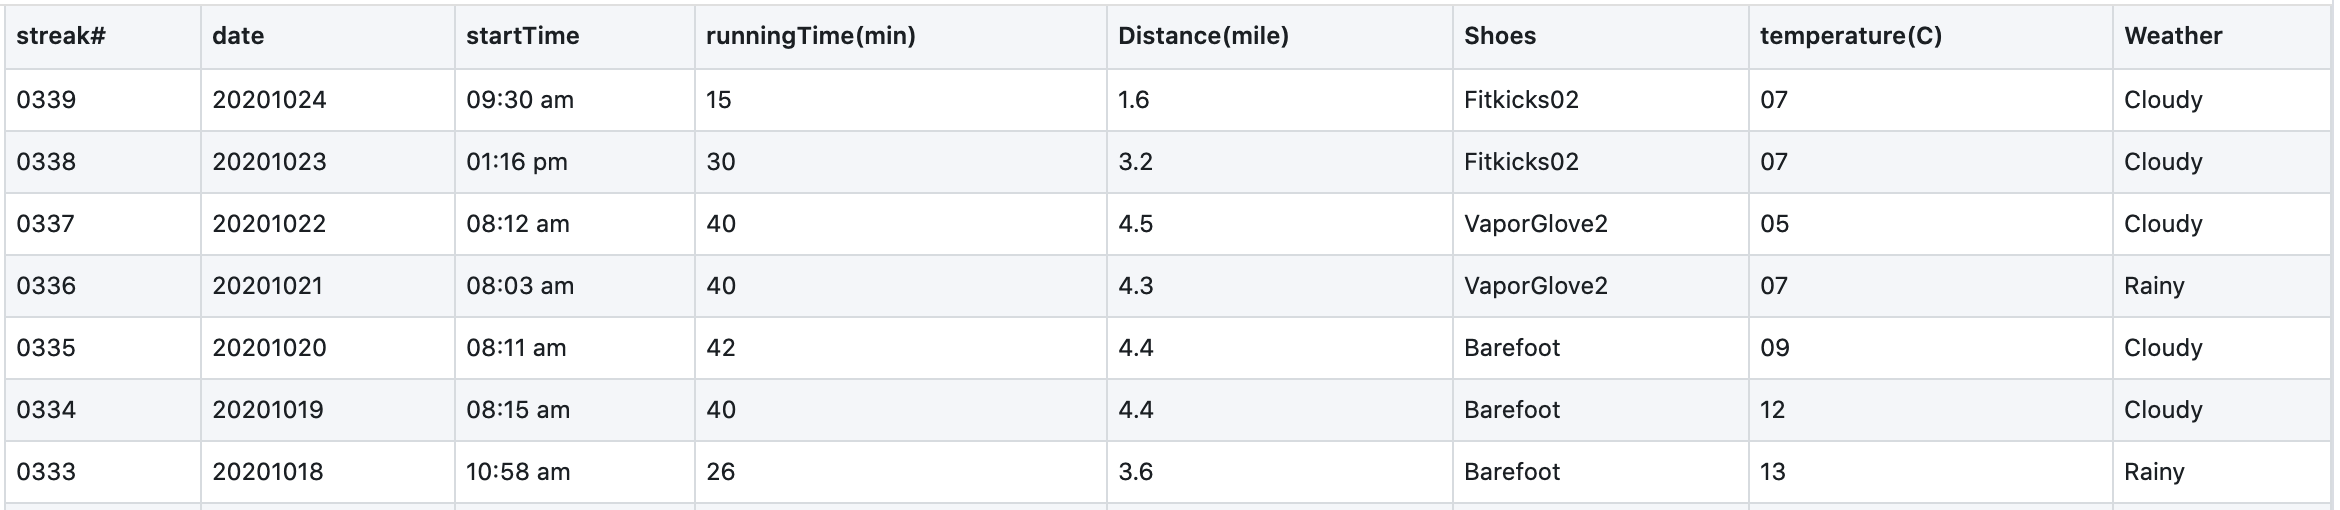 streak# date startTime runningTime(min) Distance(mile) Shoes temperature(C) Weather
0339 20201024 09:30 am 15 1.6 Fitkicks02 07 Cloudy
0338 20201023 01:16 pm 30 3.2 Fitkicks02 07 Cloudy
0337 20201022 08:12 am 40 4.5 VaporGlove2 05 Cloudy
0336 20201021 08:03 am 40 4.3 VaporGlove2 07 Rainy
0335 20201020 08:11 am 42 4.4 Barefoot 09 Cloudy
0334 20201019 08:15 am 40 4.4 Barefoot 12 Cloudy
0333 20201018 10:58 am 26 3.6 Barefoot 13 Rainy